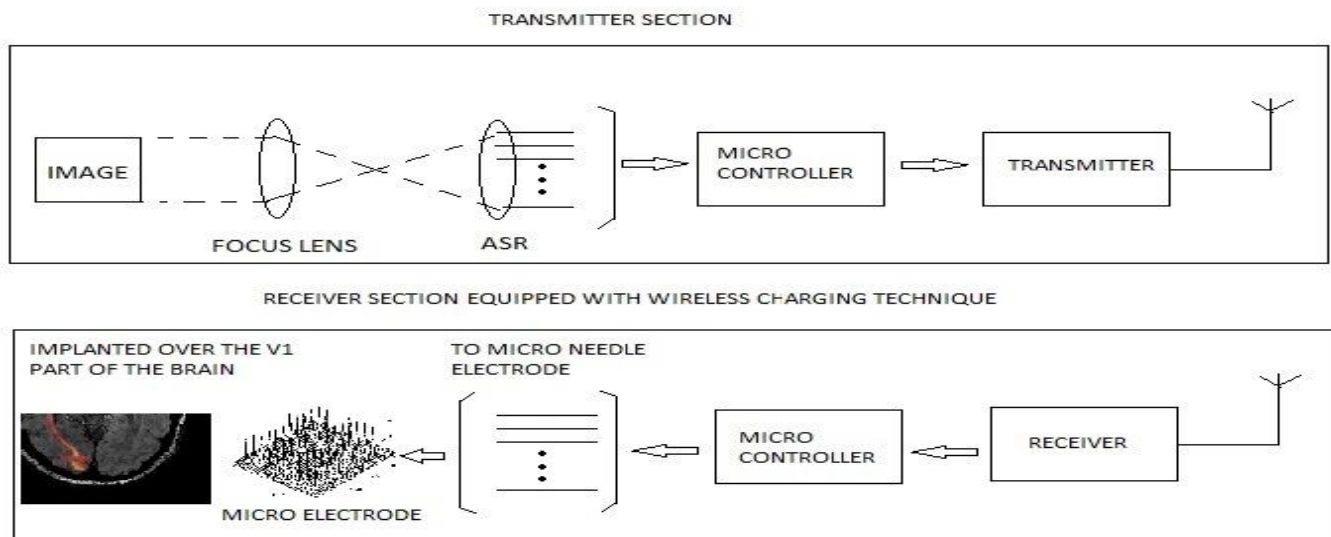 TRANSMITTER SECTION
IMAGE
FOCUS LENS
ASR
MICRO
CONTROLLER
TRANSMITTER
RECEIVER SECTION EQUIPPED WITH WIRELESS CHARGING TECHNIQUE
IMPLANTED OVER THE V1
PART OF THE BRAIN
MICRO ELECTRODE
TO MICRO NEEDLE
ELECTRODE
MICRO
CONTROLLER
RECEIVER